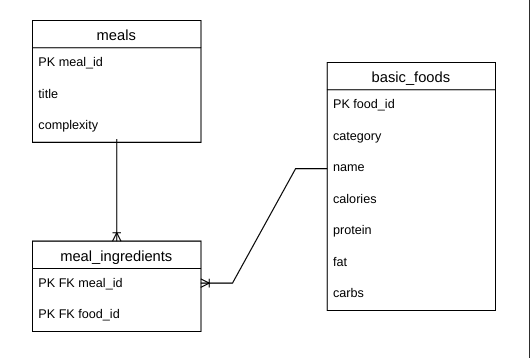 meals
PK meal_id
title
complexity
basic_foods
PK food_id
category
name
calories
protein
fat
carbs
meal_ingredients
PK FK meal_id
PK FK food_id